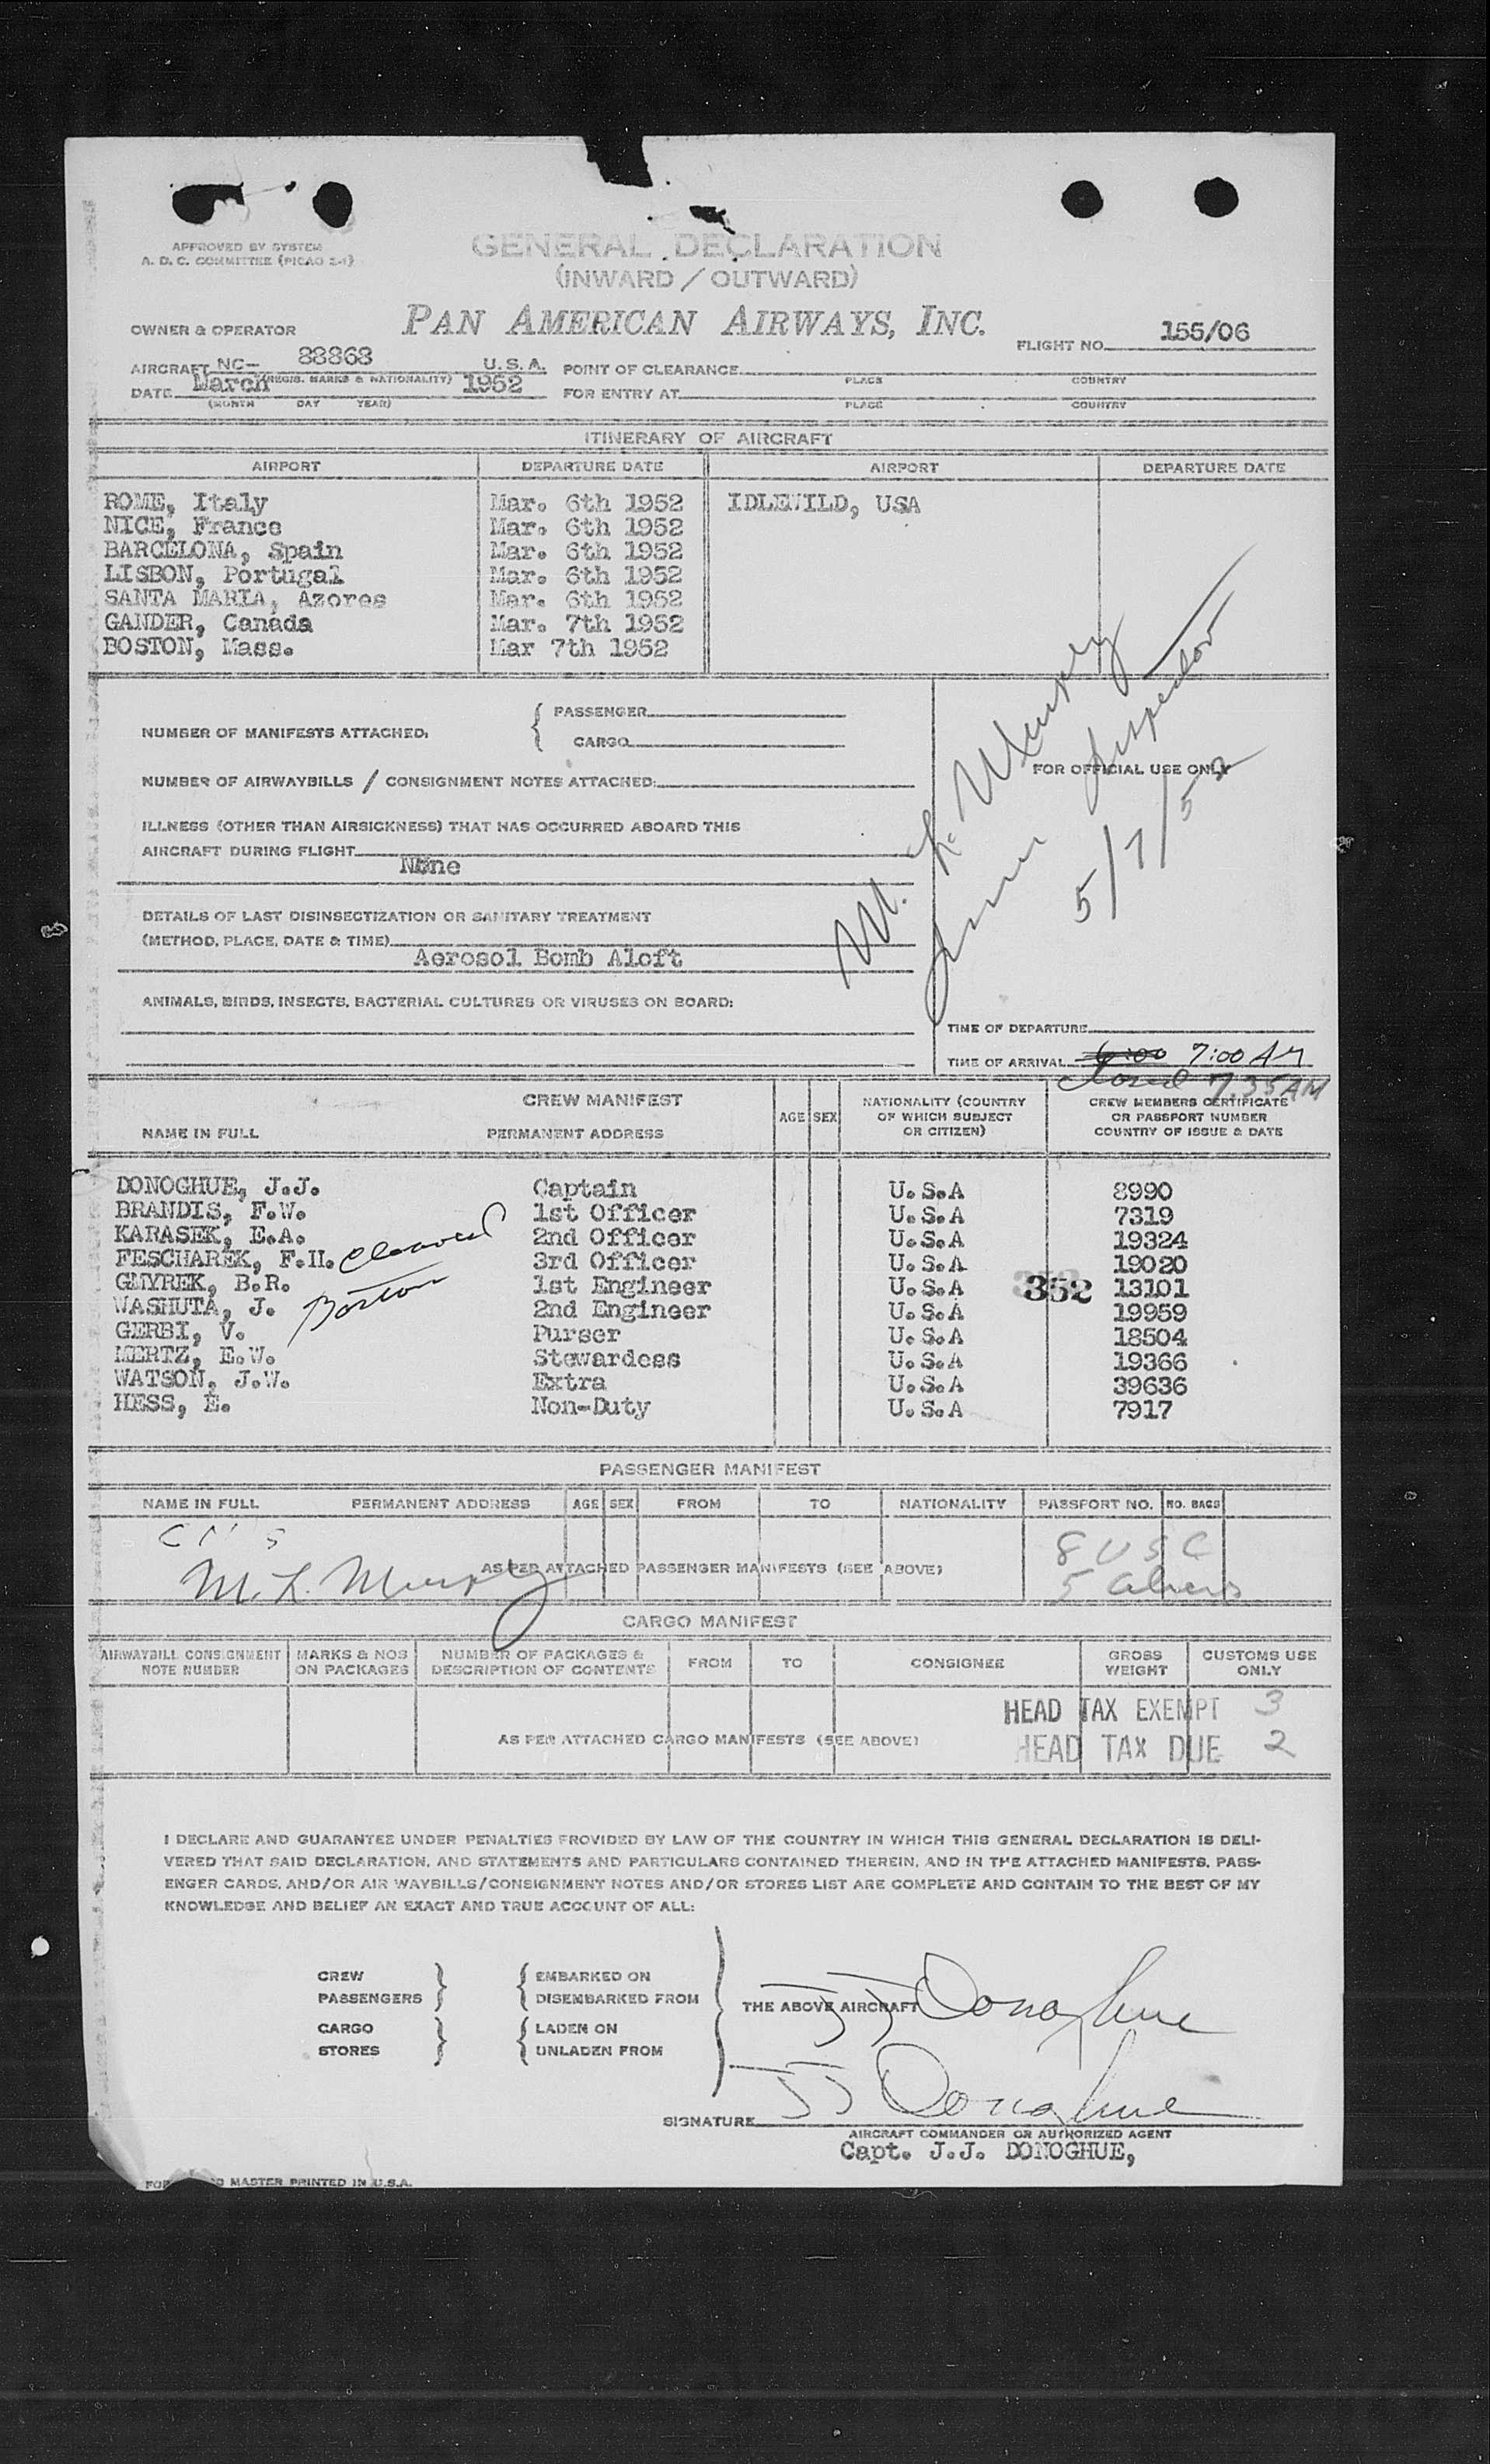 APPROVED BY SYSTEM
A. D. C. COMMITTEE (PICAO 2-1)
GENERAL DECLARATION
(INWARD / OUTWARD)
OWNER & OPERATOR
PAN AMERICAN AIRWAYS, INC.
FLIGHT NO. 155/06
AIRCRAFT NC- 88868 U.S.A.
(REGIS. MARKS & NATIONALITY)
POINT OF CLEARANCE
PLACE COUNTRY
DATE March 1952
(MONTH DAY YEAR)
FOR ENTRY AT
PLACE COUNTRY
ITINERARY OF AIRCRAFT
AIRPORT DEPARTURE DATE AIRPORT DEPARTURE DATE
ROME, Italy Mar. 6th 1952 IDLEWILD, USA
NICE, France Mar. 6th 1952
BARCELONA, Spain Mar. 6th 1952
LISBON, Portugal Mar. 6th 1952
SANTA MARIA, Azores Mar. 6th 1952
GANDER, Canada Mar. 7th 1952
BOSTON, Mass. Mar 7th 1952
NUMBER OF MANIFESTS ATTACHED: { PASSENGER
CARGO
NUMBER OF AIRWAYBILLS / CONSIGNMENT NOTES ATTACHED:
ILLNESS (OTHER THAN AIRSICKNESS) THAT HAS OCCURRED ABOARD THIS
AIRCRAFT DURING FLIGHT
None
DETAILS OF LAST DISINSECTIZATION OR SANITARY TREATMENT
(METHOD, PLACE, DATE & TIME)
Aerosol Bomb Aloft
ANIMALS, BIRDS, INSECTS, BACTERIAL CULTURES OR VIRUSES ON BOARD:
FOR OFFICIAL USE ONLY
M. L. Murphy
Imm Inspector
5/7/52
TIME OF DEPARTURE
TIME OF ARRIVAL 6:00 7:00 AM
7.35 AM
CREW MANIFEST
NAME IN FULL PERMANENT ADDRESS
AGE SEX
NATIONALITY (COUNTRY
OF WHICH SUBJECT
OR CITIZEN)
CREW MEMBERS CERTIFICATE
OR PASSPORT NUMBER
COUNTRY OF ISSUE & DATE
DONOGHUE, J.J. Captain U.S.A 8990
BRANDIS, F.W. 1st Officer U.S.A 7319
KARASEK, E.A. 2nd Officer U.S.A 19324
FESCHAREK, F.H. 3rd Officer U.S.A 19020
GMYREK, B.R. 1st Engineer U.S.A 13101
WASHUTA, J. 2nd Engineer U.S.A 19959
GERBI, V. Purser U.S.A 18504
MERTZ, E.W. Stewardess U.S.A 19366
WATSON, J.W. Extra U.S.A 39636
HESS, E. Non-Duty U.S.A 7917
Cleared
Boston
352
PASSENGER MANIFEST
NAME IN FULL PERMANENT ADDRESS AGE SEX FROM TO NATIONALITY PASSPORT NO. NO. BAGS
M. L. Murphy
AS PER ATTACHED PASSENGER MANIFESTS (SEE ABOVE)
8 USC
5 Aliens
CARGO MANIFEST
AIRWAYBILL CONSIGNMENT
NOTE NUMBER
MARKS & NOS
ON PACKAGES
NUMBER OF PACKAGES &
DESCRIPTION OF CONTENTS
FROM TO CONSIGNEE
GROSS
WEIGHT
CUSTOMS USE
ONLY
HEAD TAX EXEMPT 3
AS PER ATTACHED CARGO MANIFESTS (SEE ABOVE)
HEAD TAX DUE 2
I DECLARE AND GUARANTEE UNDER PENALTIES PROVIDED BY LAW OF THE COUNTRY IN WHICH THIS GENERAL DECLARATION IS DELI-
VERED THAT SAID DECLARATION, AND STATEMENTS AND PARTICULARS CONTAINED THEREIN, AND IN THE ATTACHED MANIFESTS, PASS-
ENGER CARDS, AND/OR AIR WAYBILLS/CONSIGNMENT NOTES AND/OR STORES LIST ARE COMPLETE AND CONTAIN TO THE BEST OF MY
KNOWLEDGE AND BELIEF AN EXACT AND TRUE ACCOUNT OF ALL:
CREW
PASSENGERS
EMBARKED ON
DISEMBARKED FROM
CARGO
STORES
LADEN ON
UNLADEN FROM
THE ABOVE AIRCRAFT JJ Donoghue
SIGNATURE JJ Donoghue
AIRCRAFT COMMANDER OR AUTHORIZED AGENT
Capt. J.J. DONOGHUE,
MASTER PRINTED IN U.S.A.